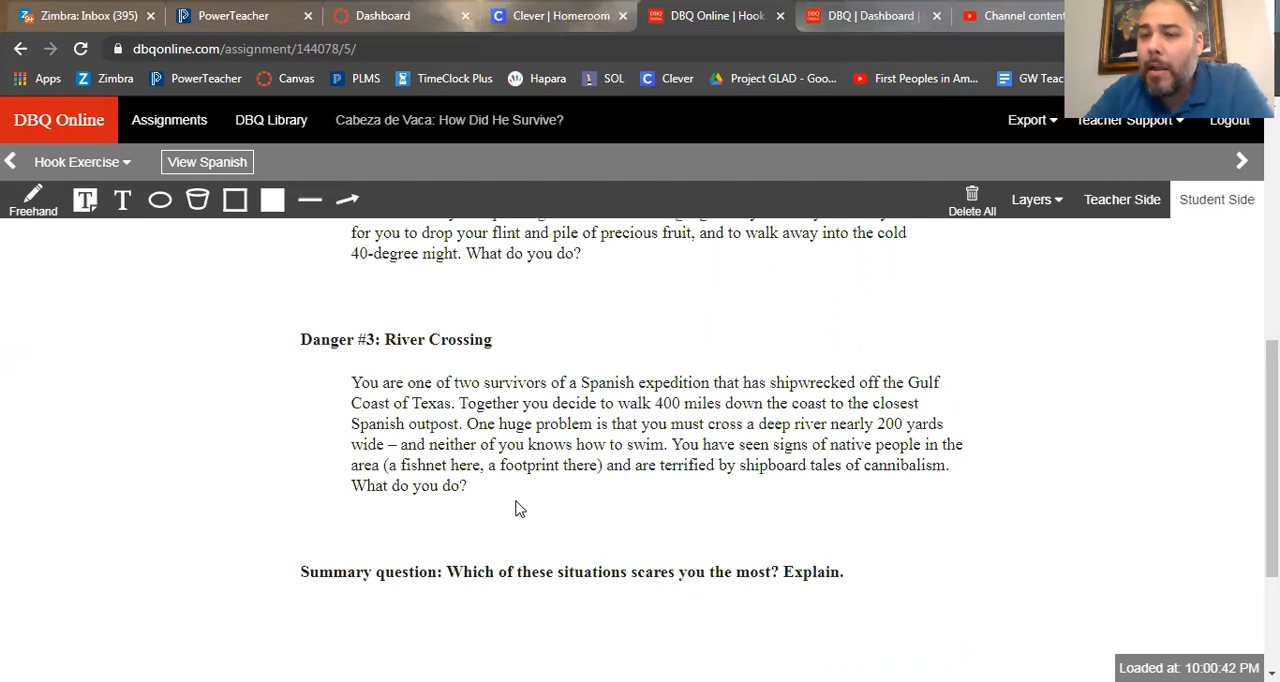 Zimbra: Inbox (395)
PowerTeacher
Dashboard
Clever | Homeroom
DBQ Online | Hook
DBQ | Dashboard
Channel content
dbqonline.com/assignment/144078/5/
Apps
Zimbra
PowerTeacher
Canvas
PLMS
TimeClock Plus
Hapara
SOL
Clever
Project GLAD - Goo...
First Peoples in Am...
GW Teac
DBQ Online
Assignments
DBQ Library
Cabeza de Vaca: How Did He Survive?
Export
Teacher Support
Logout
Hook Exercise
View Spanish
Freehand
T
T
Delete All
Layers
Teacher Side
Student Side
for you to drop your flint and pile of precious fruit, and to walk away into the cold
40-degree night. What do you do?
Danger #3: River Crossing
You are one of two survivors of a Spanish expedition that has shipwrecked off the Gulf
Coast of Texas. Together you decide to walk 400 miles down the coast to the closest
Spanish outpost. One huge problem is that you must cross a deep river nearly 200 yards
wide – and neither of you knows how to swim. You have seen signs of native people in the
area (a fishnet here, a footprint there) and are terrified by shipboard tales of cannibalism.
What do you do?
Summary question: Which of these situations scares you the most? Explain.
Loaded at: 10:00:42 PM